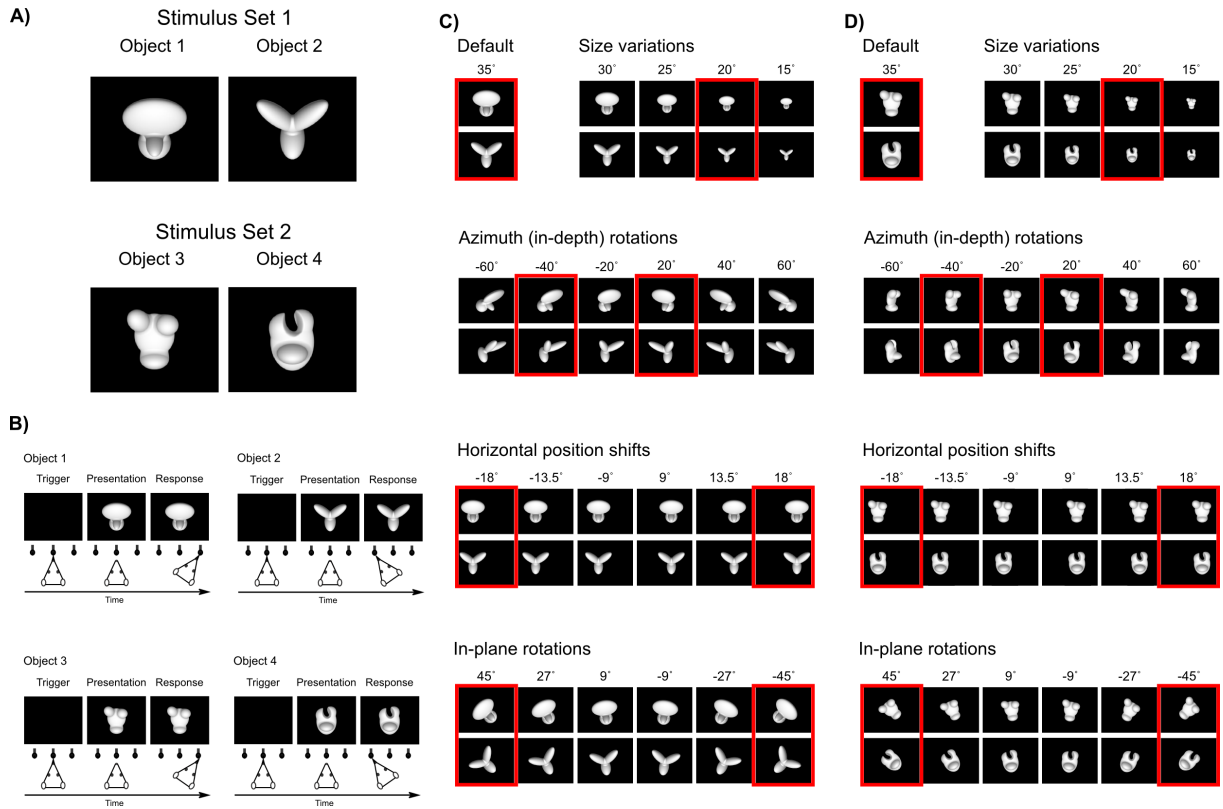 A)
Stimulus Set 1
Object 1 Object 2
Stimulus Set 2
Object 3 Object 4
B)
Object 1
Trigger Presentation Response
Time
Object 2
Trigger Presentation Response
Time
Object 3
Trigger Presentation Response
Time
Object 4
Trigger Presentation Response
Time
C)
Default Size variations
35° 30° 25° 20° 15°
Azimuth (in-depth) rotations
-60° -40° -20° 20° 40° 60°
Horizontal position shifts
-18° -13.5° -9° 9° 13.5° 18°
In-plane rotations
45° 27° 9° -9° -27° -45°
D)
Default Size variations
35° 30° 25° 20° 15°
Azimuth (in-depth) rotations
-60° -40° -20° 20° 40° 60°
Horizontal position shifts
-18° -13.5° -9° 9° 13.5° 18°
In-plane rotations
45° 27° 9° -9° -27° -45°